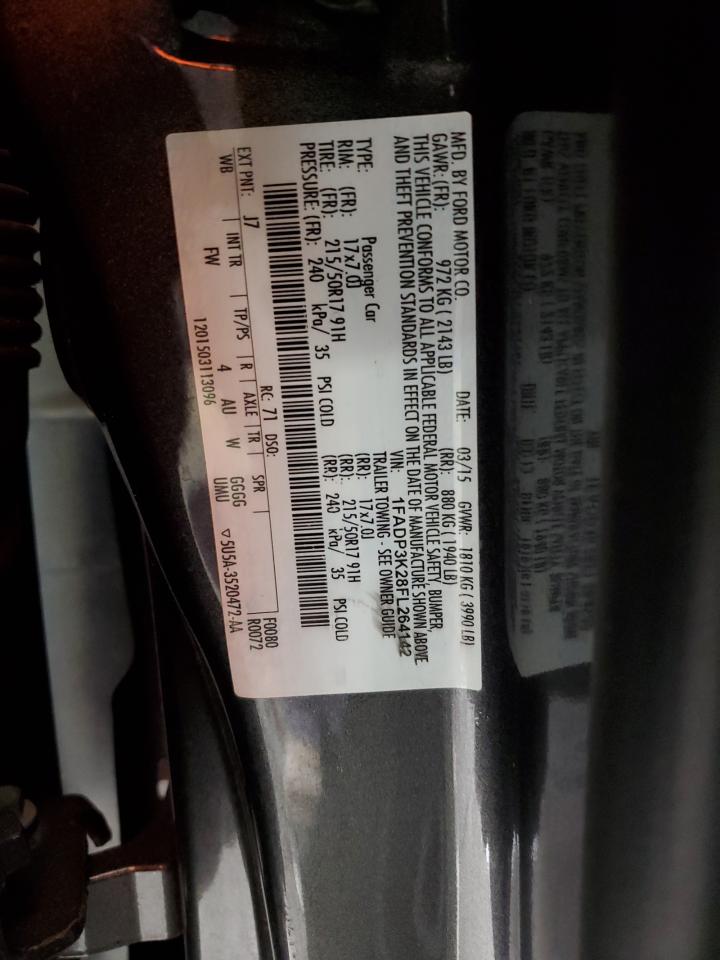 MFD. BY FORD MOTOR CO. DATE: 03/15 GVWR: 1810 KG ( 3990 LB)
GAWR: (FR): 972 KG ( 2143 LB) (RR): 880 KG ( 1940 LB)
THIS VEHICLE CONFORMS TO ALL APPLICABLE FEDERAL MOTOR VEHICLE SAFETY, BUMPER,
AND THEFT PREVENTION STANDARDS IN EFFECT ON THE DATE OF MANUFACTURE SHOWN ABOVE
VIN: 1FADP3K28FL264142
TYPE: Passenger Car TRAILER TOWING - SEE OWNER GUIDE
RIM: (FR): 17x7.0J (RR): 17x7.0J
TIRE: (FR): 215/50R17 91H (RR): 215/50R17 91H
PRESSURE: (FR): 240 kPa/ 35 PSI COLD (RR): 240 kPa/ 35 PSI COLD
F0080
R0072
EXT PNT: J7 RC: 71 DSO:
WB INT TR TP/PS R AXLE TR SPR
FW 4 AU W GGGG UMU
1201503113096 5U5A-3520472-AA